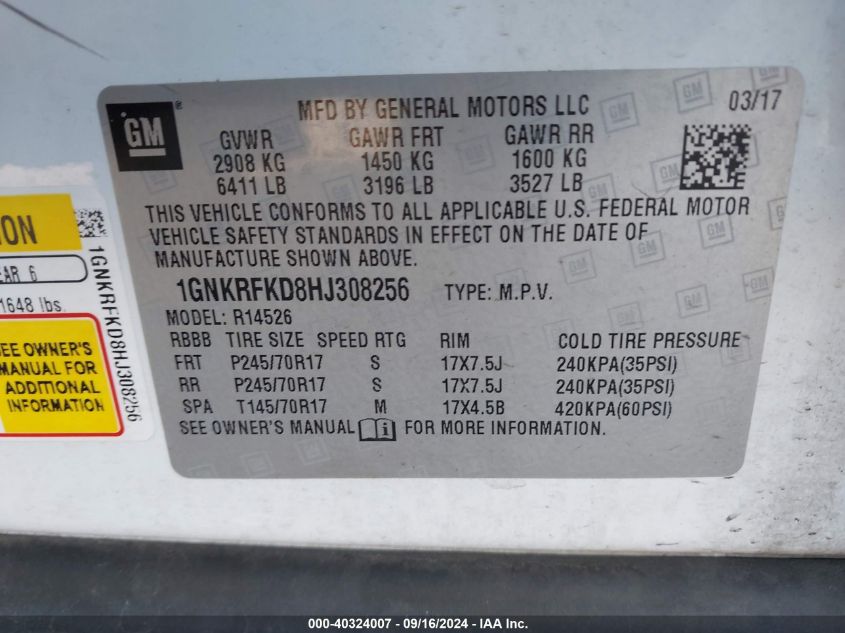 GM
®
MFD BY GENERAL MOTORS LLC 03/17
GVWR GAWR FRT GAWR RR
2908 KG 1450 KG 1600 KG
6411 LB 3196 LB 3527 LB
THIS VEHICLE CONFORMS TO ALL APPLICABLE U.S. FEDERAL MOTOR
VEHICLE SAFETY STANDARDS IN EFFECT ON THE DATE OF
MANUFACTURE SHOWN ABOVE.
1GNKRFKD8HJ308256 TYPE: M.P.V.
MODEL: R14526
RBBB TIRE SIZE SPEED RTG RIM COLD TIRE PRESSURE
FRT P245/70R17 S 17X7.5J 240KPA(35PSI)
RR P245/70R17 S 17X7.5J 240KPA(35PSI)
SPA T145/70R17 M 17X4.5B 420KPA(60PSI)
SEE OWNER'S MANUAL i FOR MORE INFORMATION.
ION
EAR 6
1648 lbs.
SEE OWNER'S
MANUAL FOR
ADDITIONAL
INFORMATION
1GNKRFKD8HJ308256
000-40324007 - 09/16/2024 - IAA Inc.